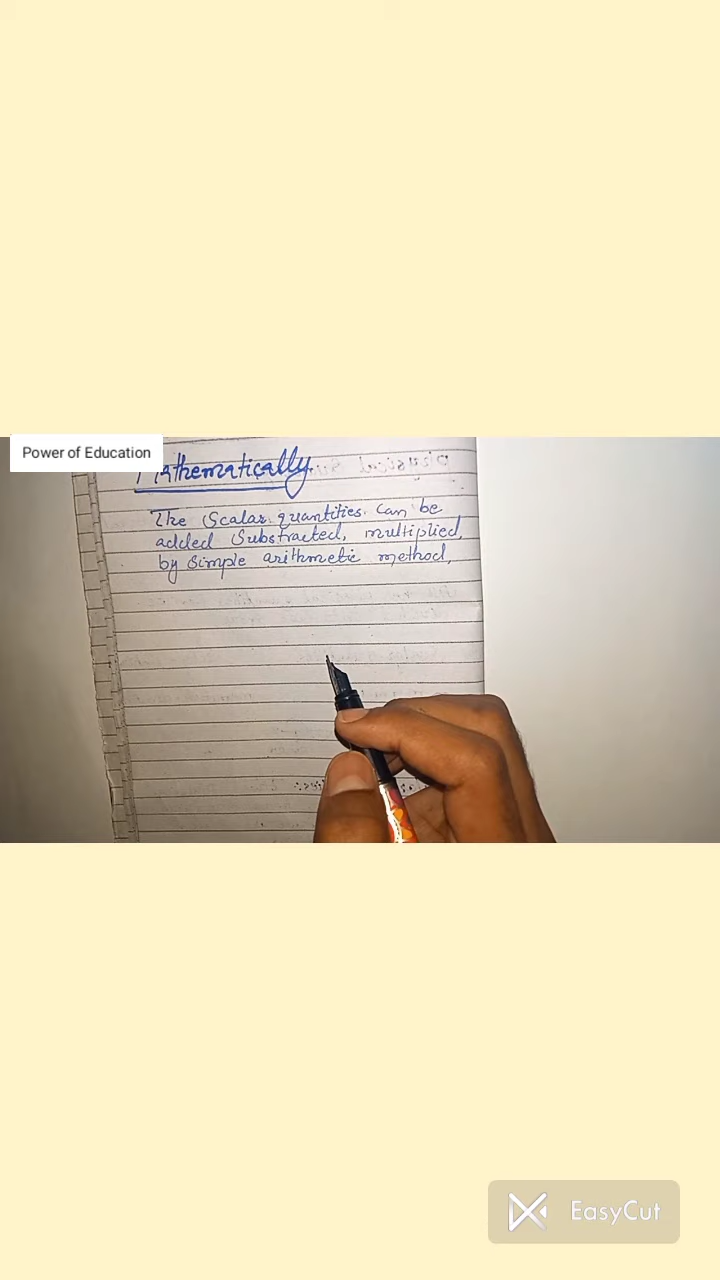 Power of Education
Mathematically
The Scalar quantities. Can be
added Substracted, multiplied,
by Simple arithmetic method,
EasyCut